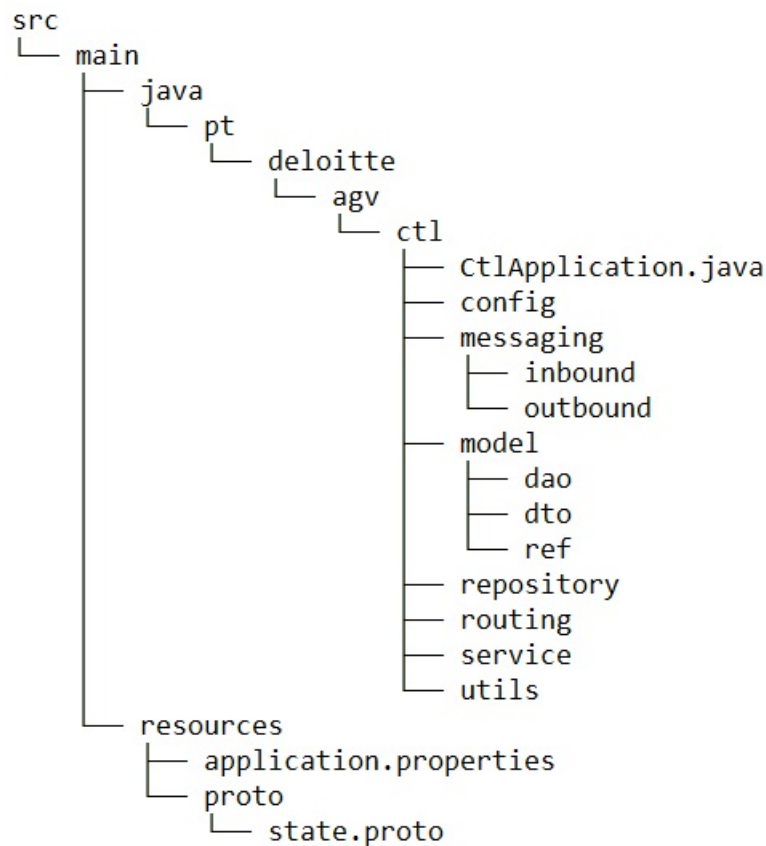 src
main
java
pt
deloitte
agv
ctl
CtlApplication.java
config
messaging
inbound
outbound
model
dao
dto
ref
repository
routing
service
utils
resources
application.properties
proto
state.proto